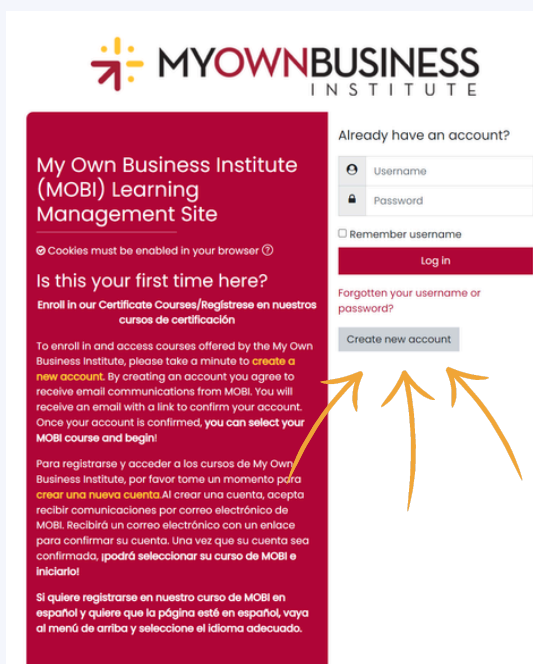 MYOWNBUSINESS
INSTITUTE
My Own Business Institute
(MOBI) Learning
Management Site
Cookies must be enabled in your browser
Is this your first time here?
Enroll in our Certificate Courses/Regístrese en nuestros
cursos de certificación
To enroll in and access courses offered by the My Own
Business Institute, please take a minute to create a
new account. By creating an account you agree to
receive email communications from MOBI. You will
receive an email with a link to confirm your account.
Once your account is confirmed, you can select your
MOBI course and begin!
Para registrarse y acceder a los cursos de My Own
Business Institute, por favor tome un momento para
crear una nueva cuenta.Al crear una cuenta, acepta
recibir comunicaciones por correo electrónico de
MOBI. Recibirá un correo electrónico con un enlace
para confirmar su cuenta. Una vez que su cuenta sea
confirmada, ¡podrá seleccionar su curso de MOBI e
iniciarlo!
Si quiere registrarse en nuestro curso de MOBI en
español y quiere que la página esté en español, vaya
al menú de arriba y seleccione el idioma adecuado.
Already have an account?
Username
Password
Remember username
Log in
Forgotten your username or
password?
Create new account